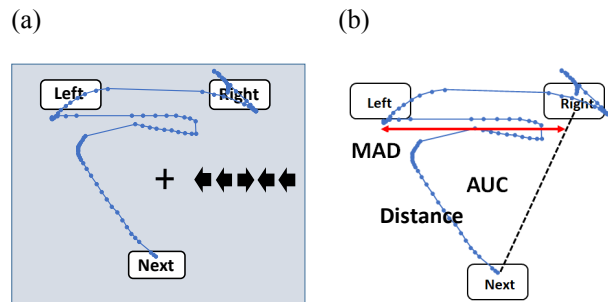 (a)
Left
Right
+
Next
(b)
Left
Right
MAD
AUC
Distance
Next